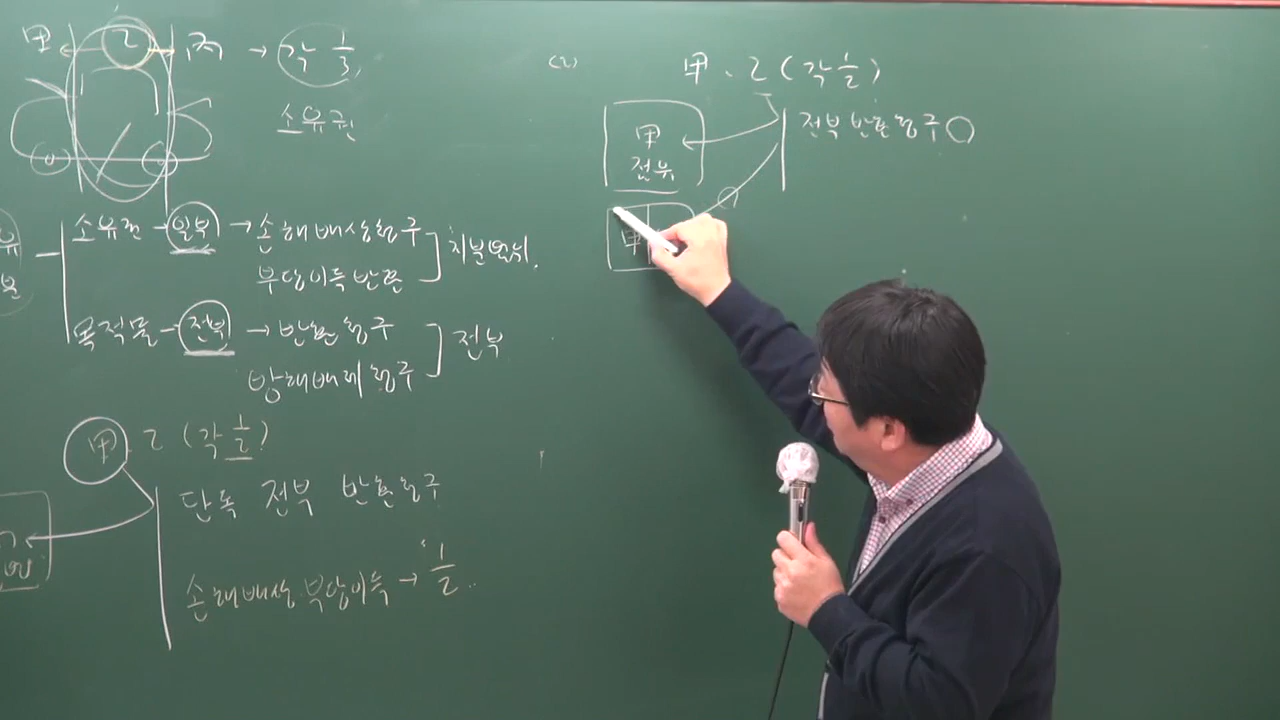 甲 乙 丙 → 각 1/3
소유권
소유권 - 일부 → 손해배상청구
부당이득반환
지분범위.
목적물 - 전부 → 반환청구
방해배제청구
전부
甲. 乙 (각 1/2)
단독 전부 반환청구
손해배상. 부당이득 → 1/2
(2) 甲、乙 (각 1/2)
전부반환청구 ○
甲
점유
甲